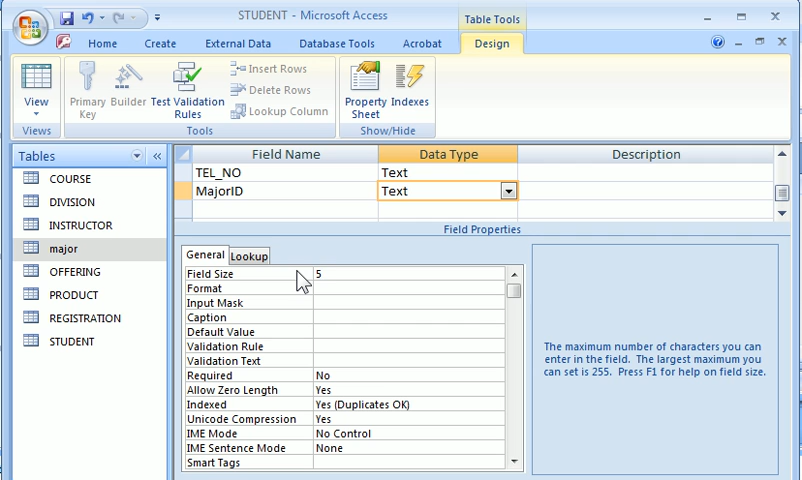 STUDENT - Microsoft Access
Table Tools
Home Create External Data Database Tools Acrobat Design
View
Primary Key
Builder
Test Validation Rules
Insert Rows
Delete Rows
Lookup Column
Property Sheet
Indexes
Views Tools Show/Hide
Tables
COURSE
DIVISION
INSTRUCTOR
major
OFFERING
PRODUCT
REGISTRATION
STUDENT
Field Name Data Type Description
TEL_NO Text
MajorID Text
Field Properties
General Lookup
Field Size 5
Format
Input Mask
Caption
Default Value
Validation Rule
Validation Text
Required No
Allow Zero Length Yes
Indexed Yes (Duplicates OK)
Unicode Compression Yes
IME Mode No Control
IME Sentence Mode None
Smart Tags
The maximum number of characters you can
enter in the field. The largest maximum you
can set is 255. Press F1 for help on field size.